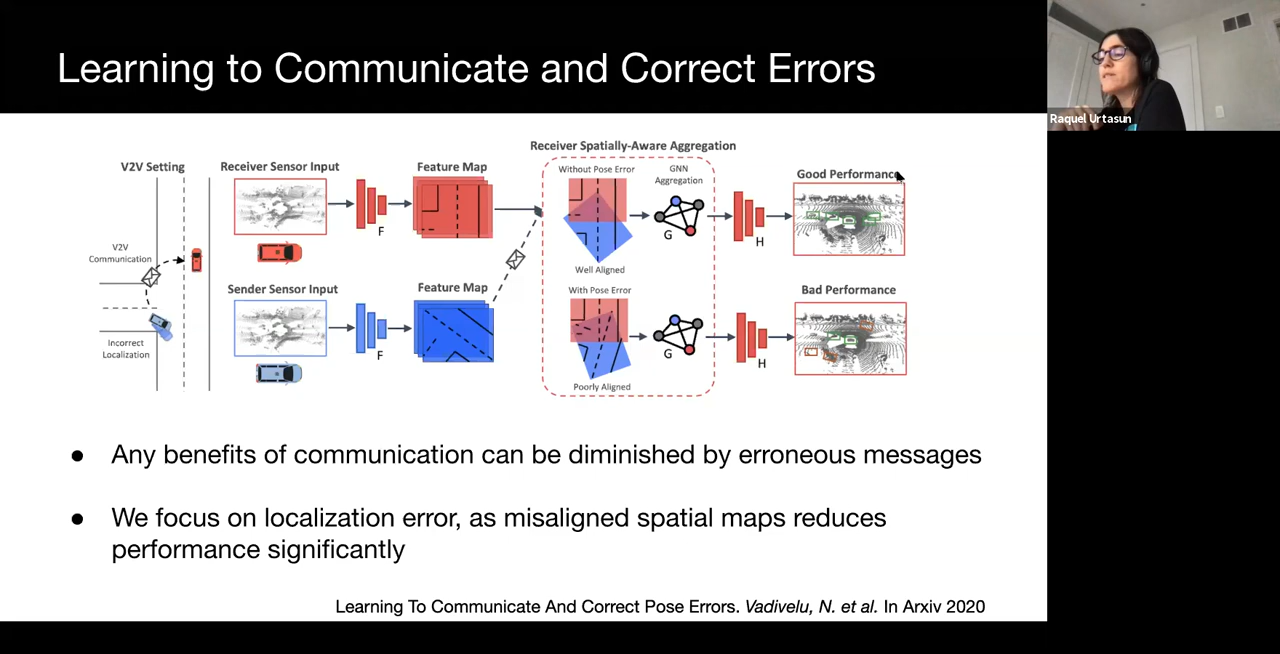 Learning to Communicate and Correct Errors
Raquel Urtasun
Receiver Spatially-Aware Aggregation
V2V Setting
Receiver Sensor Input
Feature Map
Without Pose Error
GNN
Aggregation
Good Performance
F
G
H
V2V
Communication
Well Aligned
Sender Sensor Input
Feature Map
With Pose Error
Bad Performance
Incorrect
Localization
F
G
H
Poorly Aligned
● Any benefits of communication can be diminished by erroneous messages
● We focus on localization error, as misaligned spatial maps reduces
performance significantly
Learning To Communicate And Correct Pose Errors. Vadivelu, N. et al. In Arxiv 2020